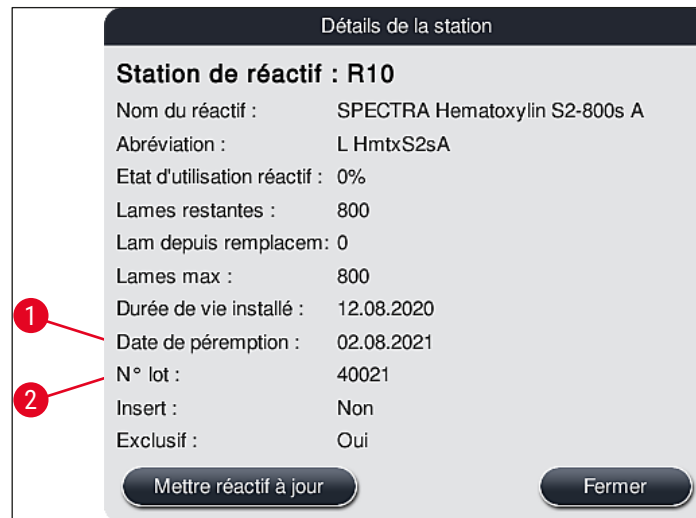 Détails de la station
Station de réactif : R10
Nom du réactif : SPECTRA Hematoxylin S2-800s A
Abréviation : L HmtxS2sA
Etat d'utilisation réactif : 0%
Lames restantes : 800
Lam depuis remplacem: 0
Lames max : 800
Durée de vie installé : 12.08.2020
1
Date de péremption : 02.08.2021
N° lot : 40021
2
Insert : Non
Exclusif : Oui
Mettre réactif à jour Fermer